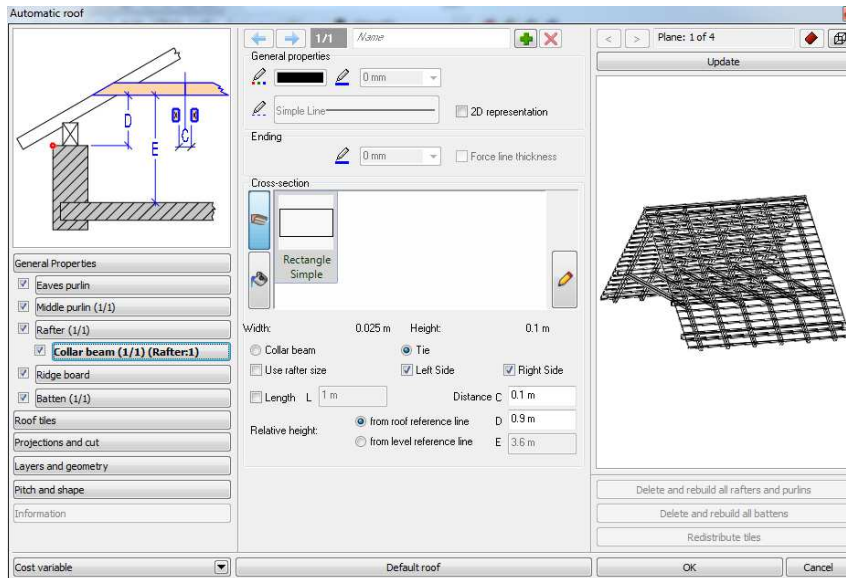 Automatic roof
D
E
C
General Properties
Eaves purlin
Middle purlin (1/1)
Rafter (1/1)
Collar beam (1/1) (Rafter:1)
Ridge board
Batten (1/1)
Roof tiles
Projections and cut
Layers and geometry
Pitch and shape
Information
Cost variable
1/1 Name
General properties
0 mm
Simple Line
2D representation
Ending
0 mm Force line thickness
Cross-section
Rectangle
Simple
Width: 0.025 m Height: 0.1 m
Collar beam Tie
Use rafter size Left Side Right Side
Length L 1 m Distance C 0.1 m
Relative height: from roof reference line D 0.9 m
from level reference line E 3.6 m
Default roof
< > Plane: 1 of 4
Update
Delete and rebuild all rafters and purlins
Delete and rebuild all battens
Redistribute tiles
OK Cancel